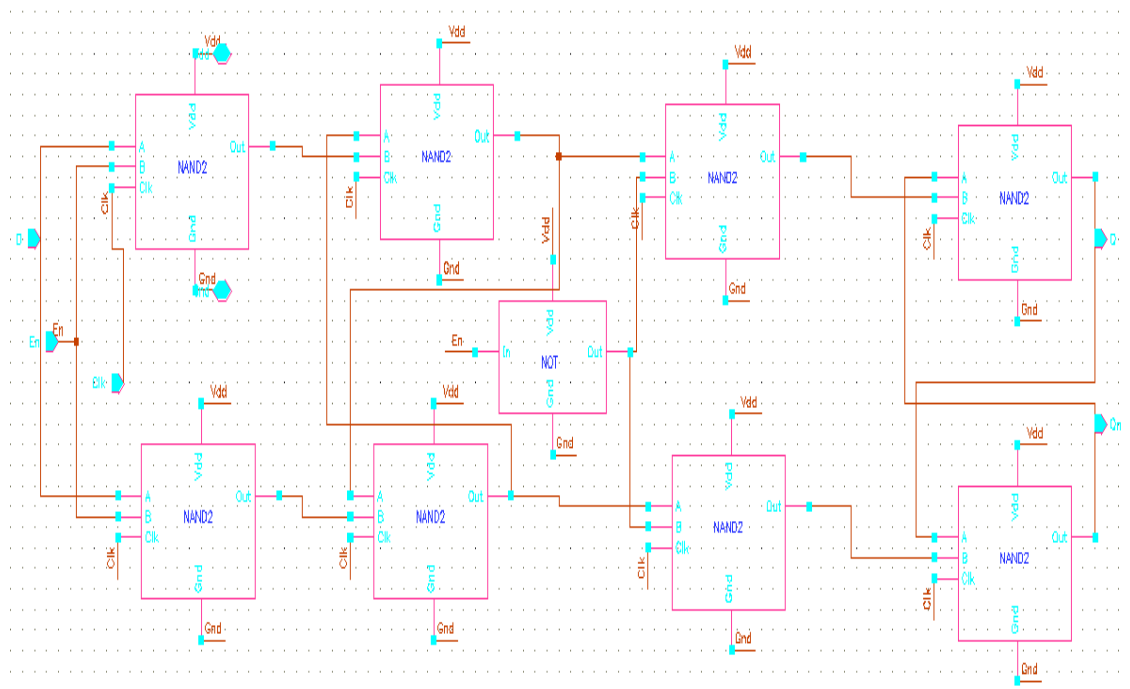 Vdd
Vdd
Vdd
Vdd
Vdd
Vdd
Vdd
Vdd
Vdd
A
Out
B
NAND2
Clk
Clk
Gnd
Gnd
Gnd
A
Out
B
NAND2
Clk
Clk
Gnd
Gnd
A
Out
B
NAND2
Clk
Clk
Gnd
Gnd
A
Out
B
NAND2
Clk
Clk
Gnd
Gnd
D
Q
En
En
Clk
Vdd
Vdd
En
In
Out
NOT
Gnd
Gnd
Qn
Vdd
Vdd
Vdd
Vdd
Vdd
Vdd
Vdd
Vdd
A
Out
B
NAND2
Clk
Clk
Gnd
Gnd
A
Out
B
NAND2
Clk
Clk
Gnd
Gnd
A
Out
B
NAND2
Clk
Clk
Gnd
Gnd
A
Out
B
NAND2
Clk
Clk
Gnd
Gnd